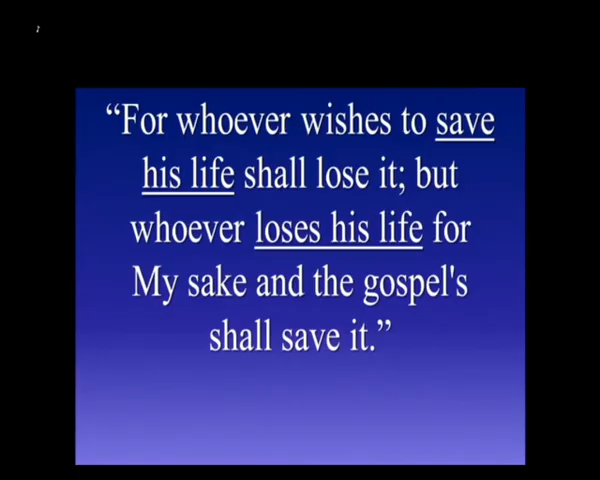 “For whoever wishes to save
his life shall lose it; but
whoever loses his life for
My sake and the gospel's
shall save it.”